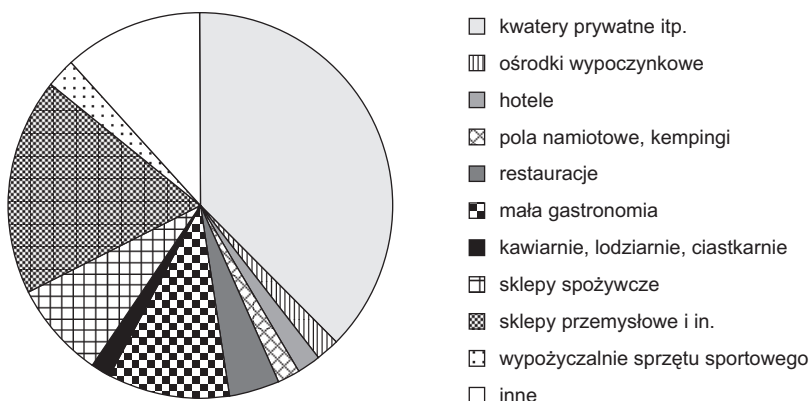 kwatery prywatne itp.
ośrodki wypoczynkowe
hotele
pola namiotowe, kempingi
restauracje
mała gastronomia
kawiarnie, lodziarnie, ciastkarnie
sklepy spożywcze
sklepy przemysłowe i in.
wypożyczalnie sprzętu sportowego
inne